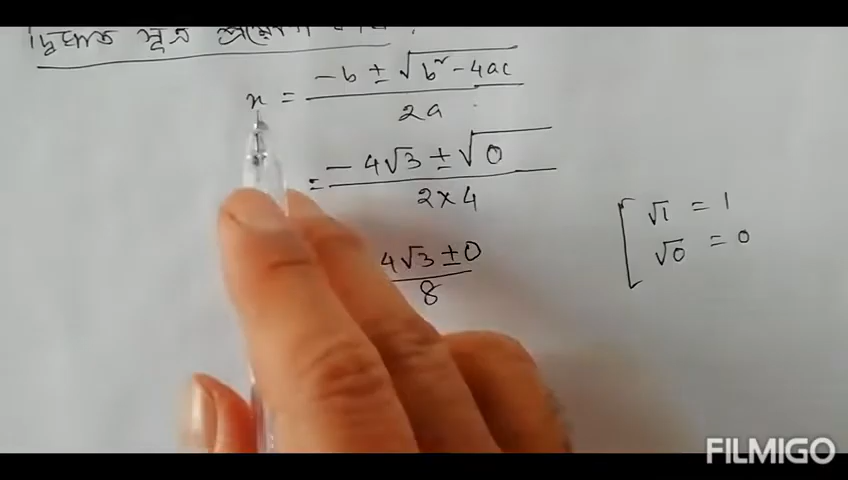 দ্বিঘাত সূত্র
x = -b ± √b² - 4ac / 2a
= - 4√3 ± √0 / 2 × 4
4√3 ± 0 / 8
√1 = 1
√0 = 0
FILMIGO